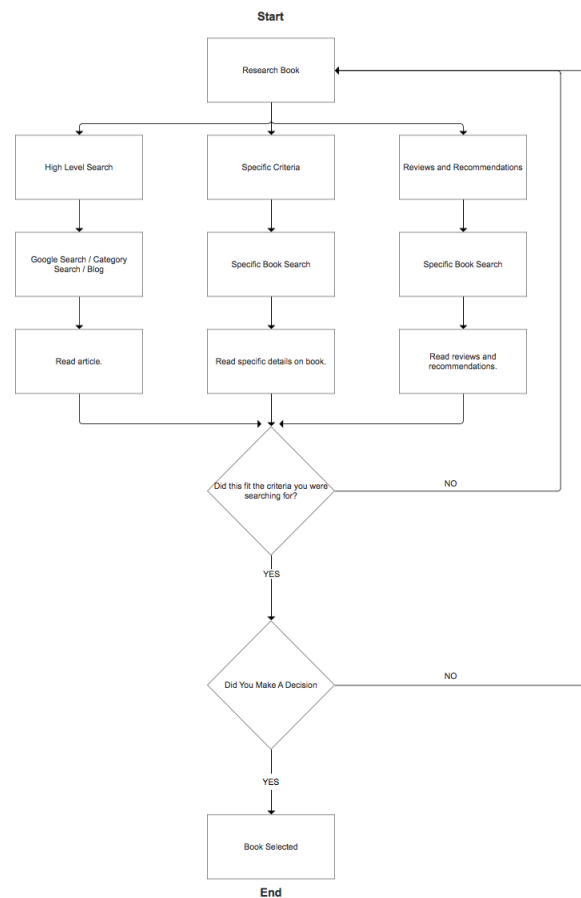 Start
Research Book
High Level Search
Specific Criteria
Reviews and Recommendations
Google Search / Category
Search / Blog
Specific Book Search
Specific Book Search
Read article.
Read specific details on book.
Read reviews and
recommendations.
Did this fit the criteria you were
searching for?
NO
YES
Did You Make A Decision
NO
YES
Book Selected
End